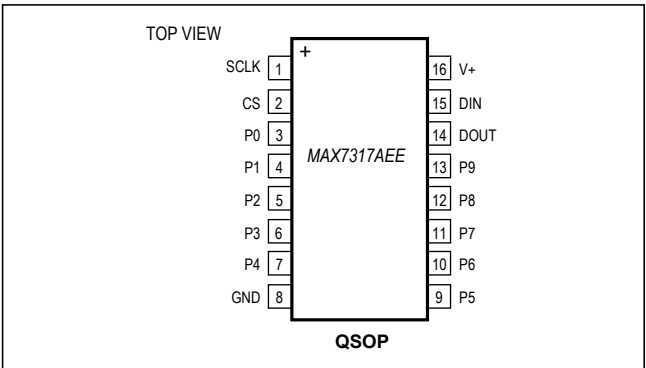 TOP VIEW
+
SCLK 1
16 V+
CS 2
15 DIN
P0 3
14 DOUT
MAX7317AEE
P1 4
13 P9
P2 5
12 P8
P3 6
11 P7
P4 7
10 P6
GND 8
9 P5
QSOP